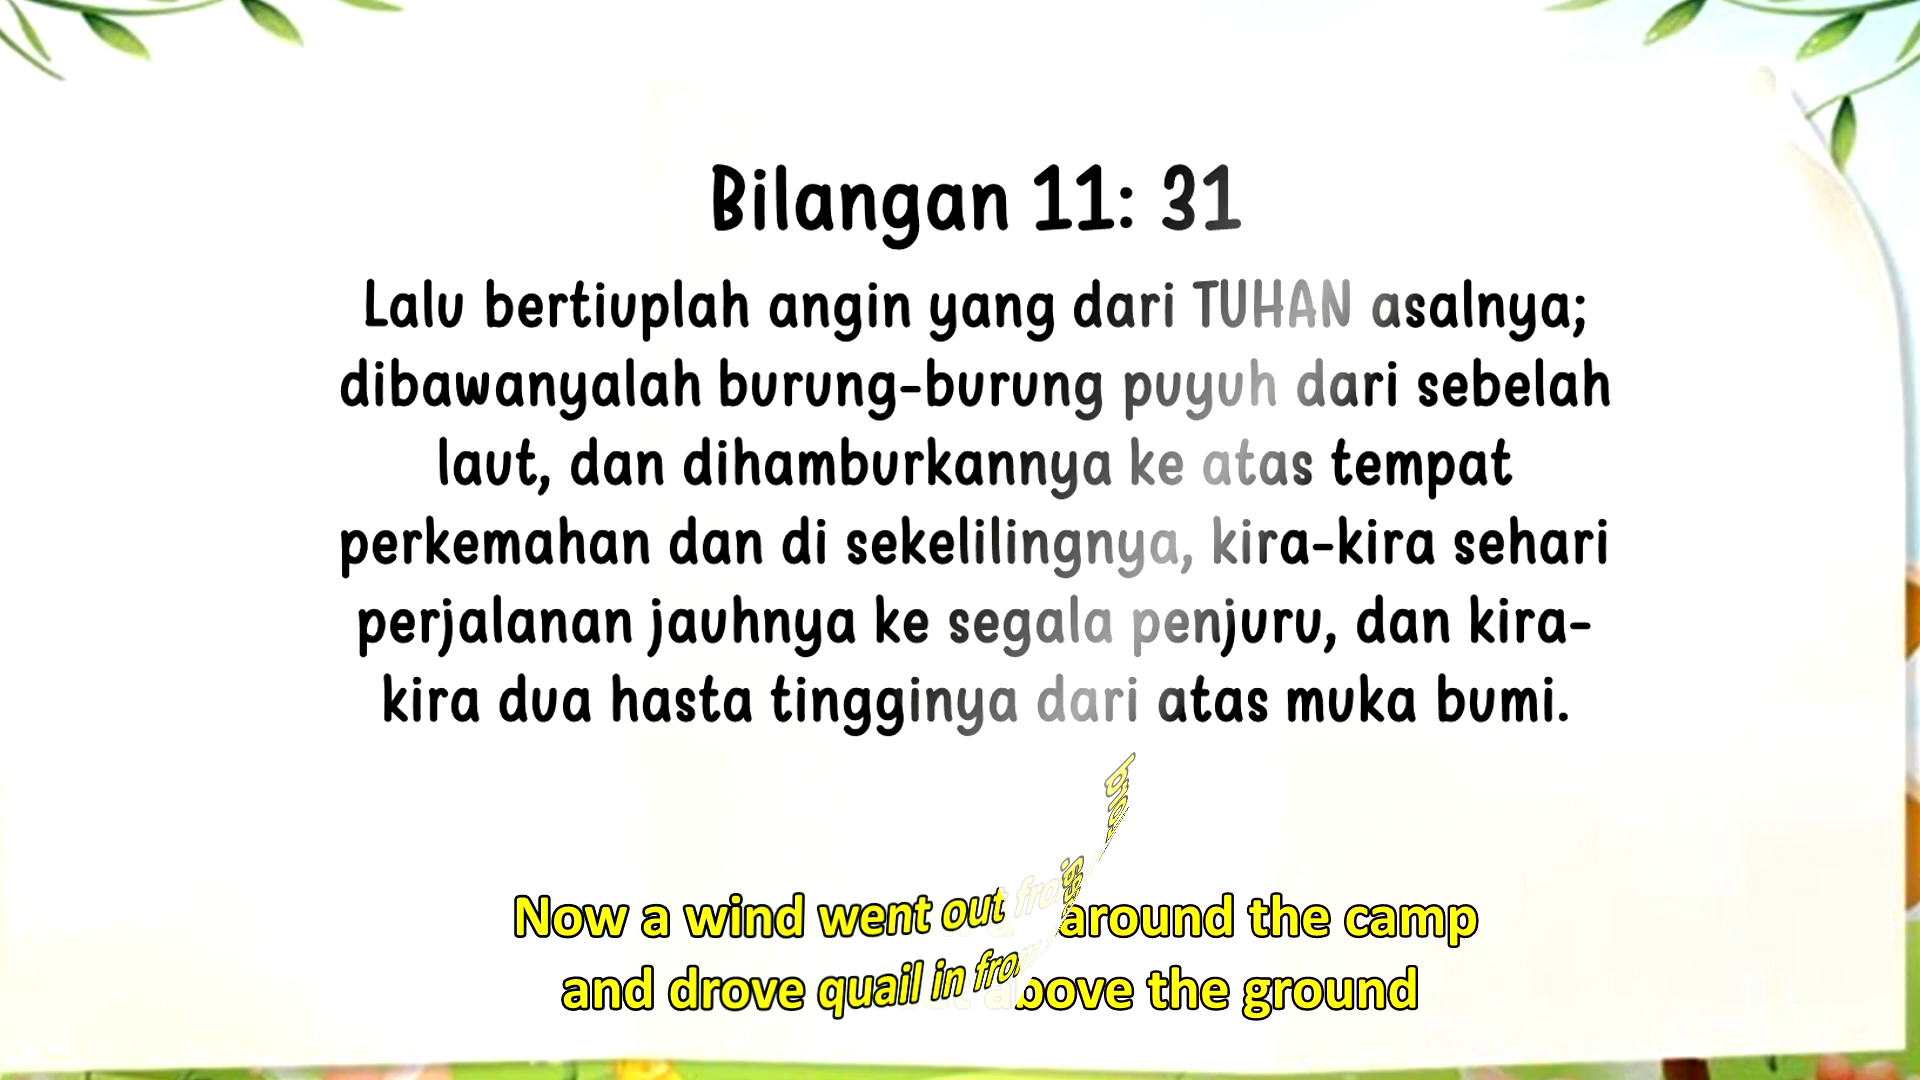 Bilangan 11: 31
Lalu bertiuplah angin yang dari TUHAN asalnya;
dibawanyalah burung-burung puyuh dari sebelah
laut, dan dihamburkannya ke atas tempat
perkemahan dan di sekelilingnya, kira-kira sehari
perjalanan jauhnya ke segala penjuru, dan kira-
kira dua hasta tingginya dari atas muka bumi.
Now a wind went out around the camp
and drove quail in above the ground